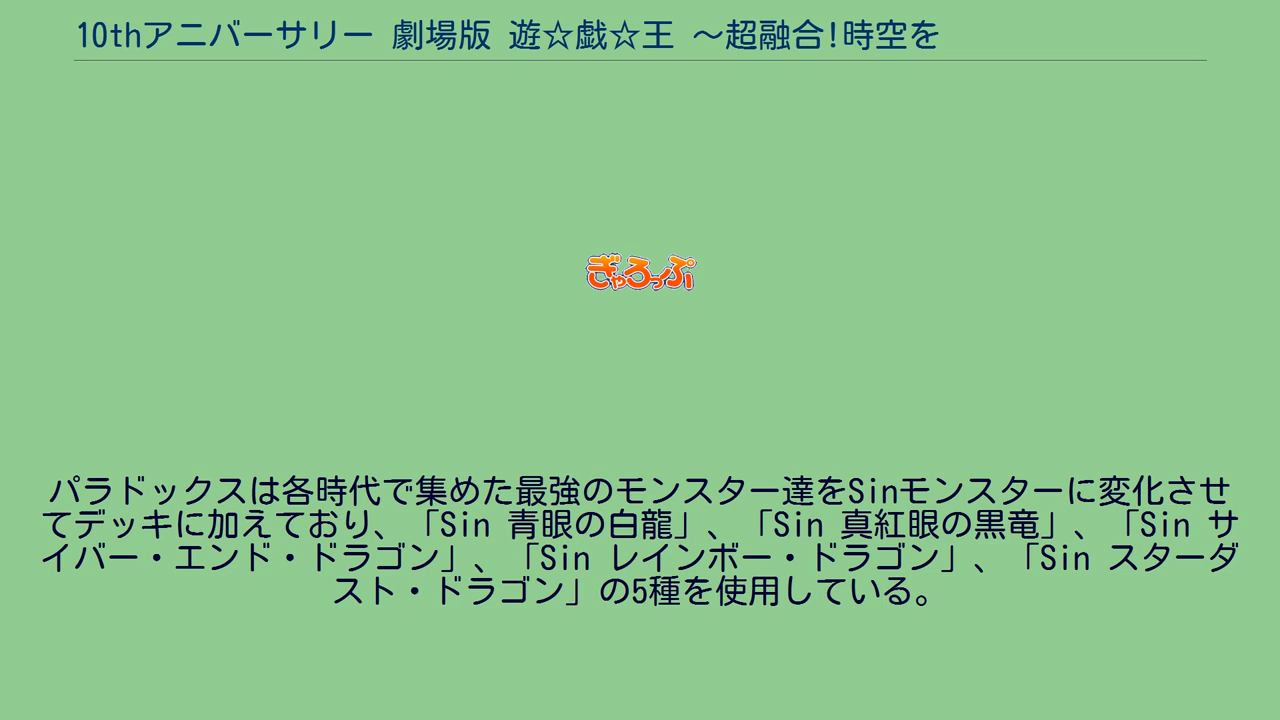 10thアニバーサリー 劇場版 遊☆戯☆王 ～超融合!時空を
ぎゃろっぷ
パラドックスは各時代で集めた最強のモンスター達をSinモンスターに変化させ
てデッキに加えており、「Sin 青眼の白龍」、「Sin 真紅眼の黒竜」、「Sin サ
イバー・エンド・ドラゴン」、「Sin レインボー・ドラゴン」、「Sin スターダ
スト・ドラゴン」の5種を使用している。